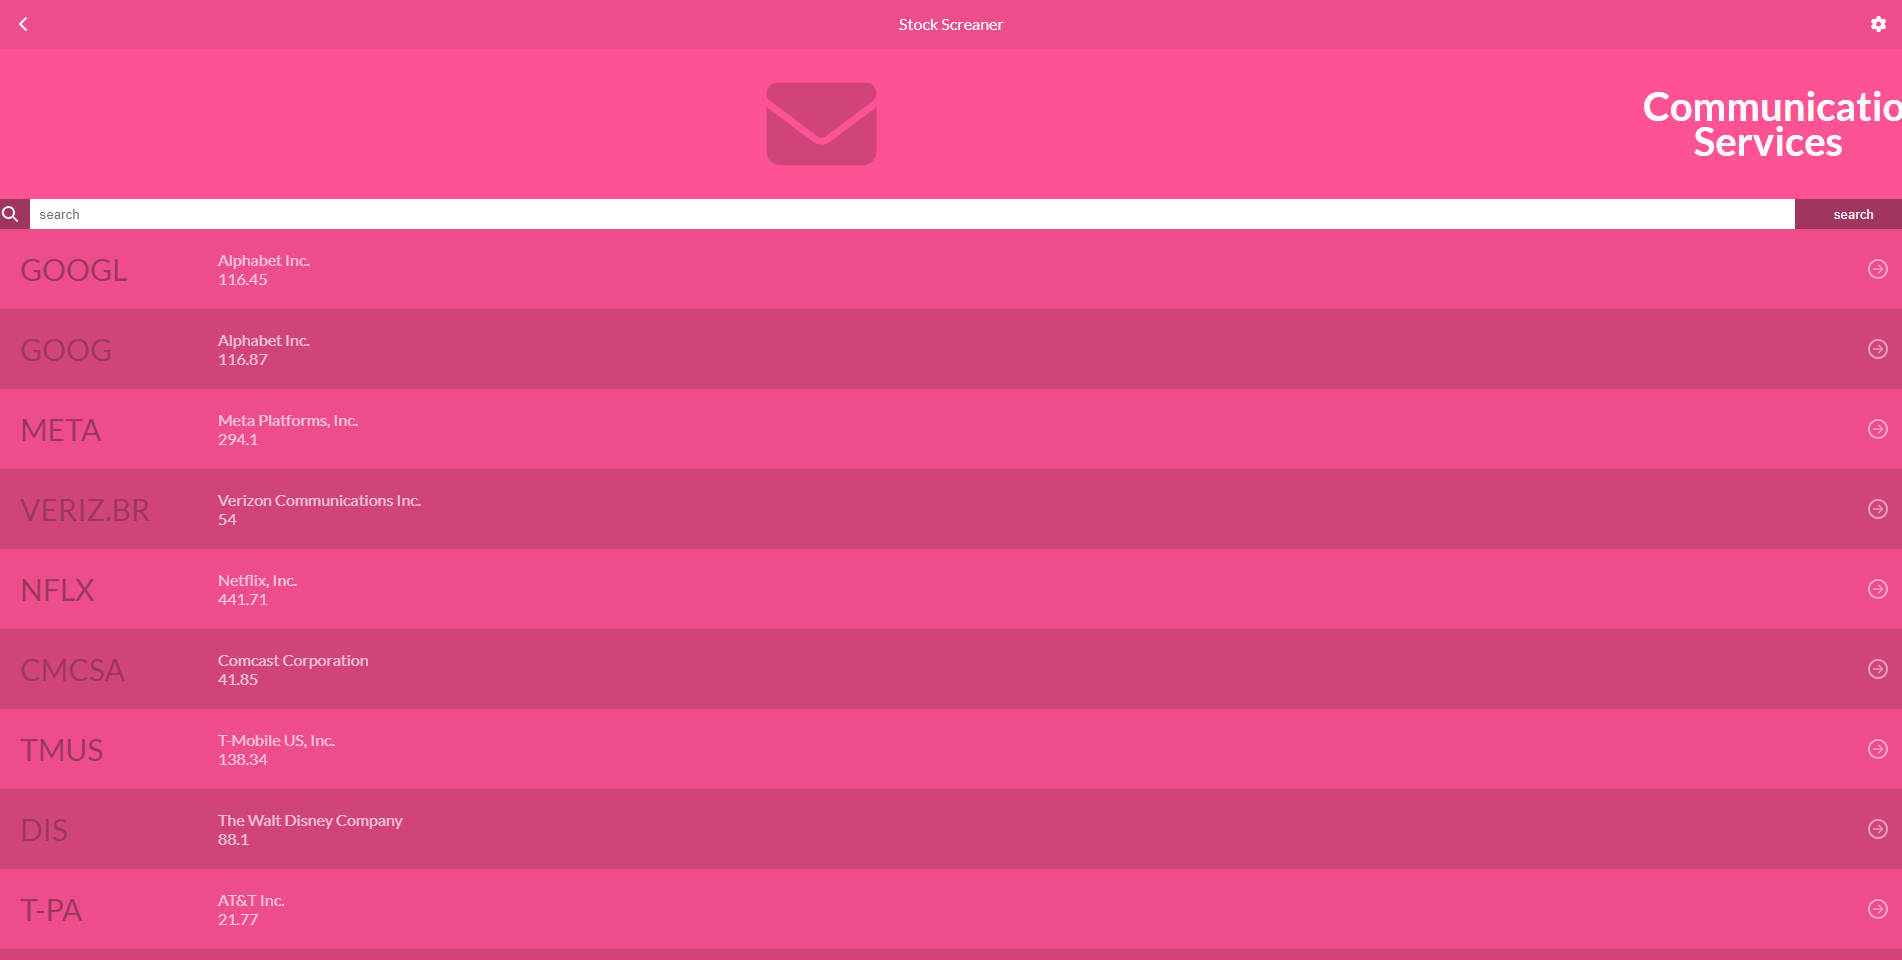 Stock Screaner
Communicatio
Services
search
search
GOOGL
Alphabet Inc.
116.45
GOOG
Alphabet Inc.
116.87
META
Meta Platforms, Inc.
294.1
VERIZ.BR
Verizon Communications Inc.
54
NFLX
Netflix, Inc.
441.71
CMCSA
Comcast Corporation
41.85
TMUS
T-Mobile US, Inc.
138.34
DIS
The Walt Disney Company
88.1
T-PA
AT&T Inc.
21.77